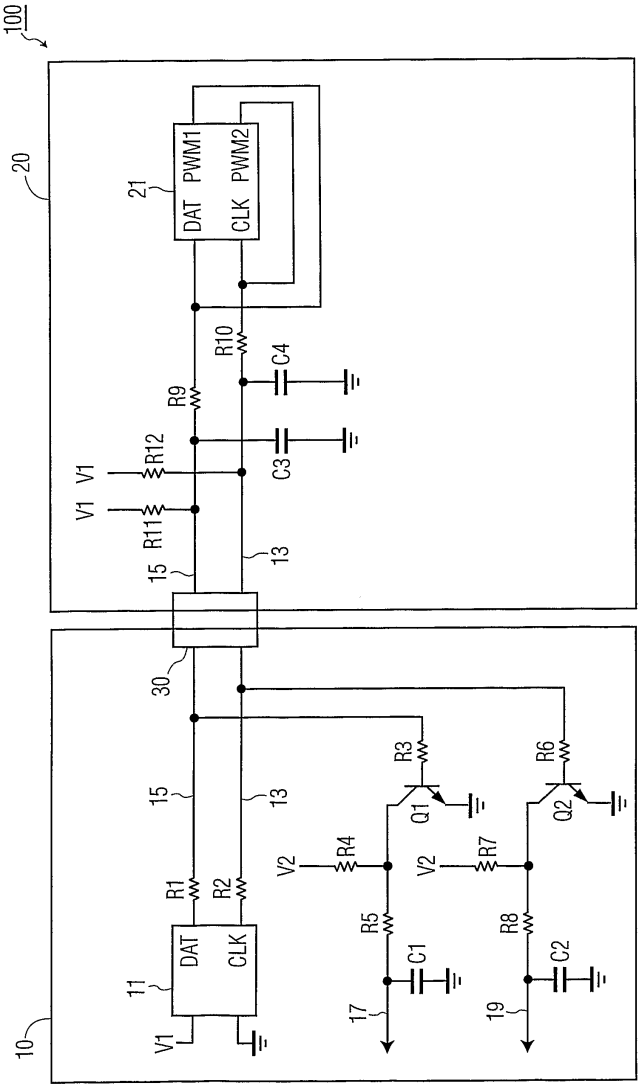 100
20
21
DAT PWM1
CLK PWM2
R9
R10
C4
C3
V1
V1
R12
R11
15
13
30
15
13
R1
R2
11
DAT
CLK
V1
10
R3
Q1
V2
R4
R5
C1
17
R6
Q2
V2
R7
R8
C2
19